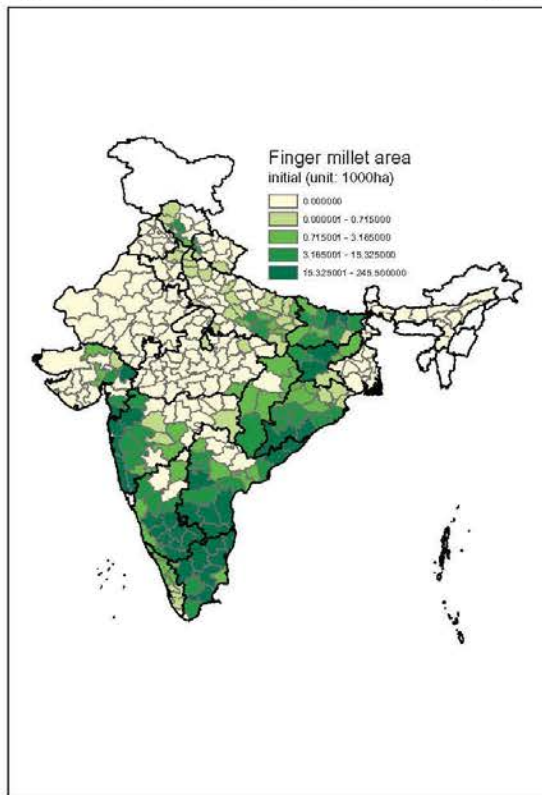 Finger millet area
initial (unit: 1000ha)
0.000000
0.000001 - 0.715000
0.715001 - 3.165000
3.165001 - 15.325000
15.325001 - 245.500000